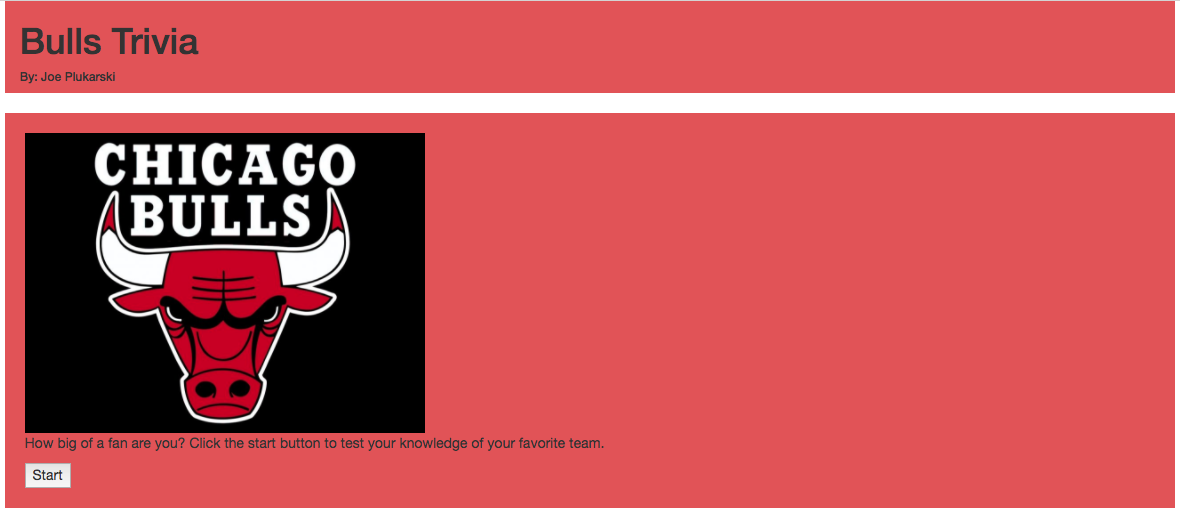 Bulls Trivia
By: Joe Plukarski
CHICAGO
BULLS
How big of a fan are you? Click the start button to test your knowledge of your favorite team.
Start